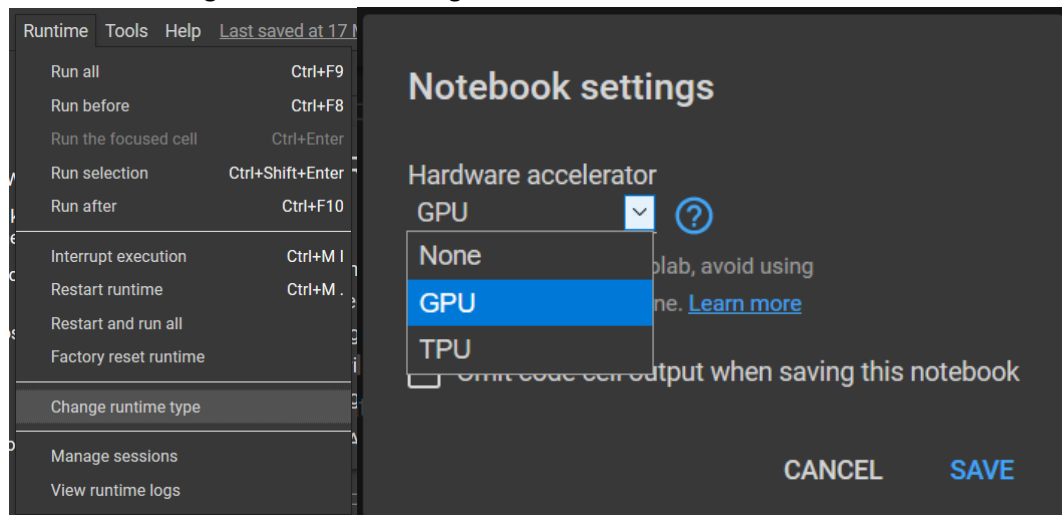 Runtime Tools Help Last saved at 17 M
Run all Ctrl+F9
Run before Ctrl+F8
Run the focused cell Ctrl+Enter
Run selection Ctrl+Shift+Enter
Run after Ctrl+F10
Interrupt execution Ctrl+M I
Restart runtime Ctrl+M .
Restart and run all
Factory reset runtime
Change runtime type
Manage sessions
View runtime logs
Notebook settings
Hardware accelerator
GPU
None
olab, avoid using
GPU
ne. Learn more
TPU
Omit code cell output when saving this notebook
CANCEL SAVE